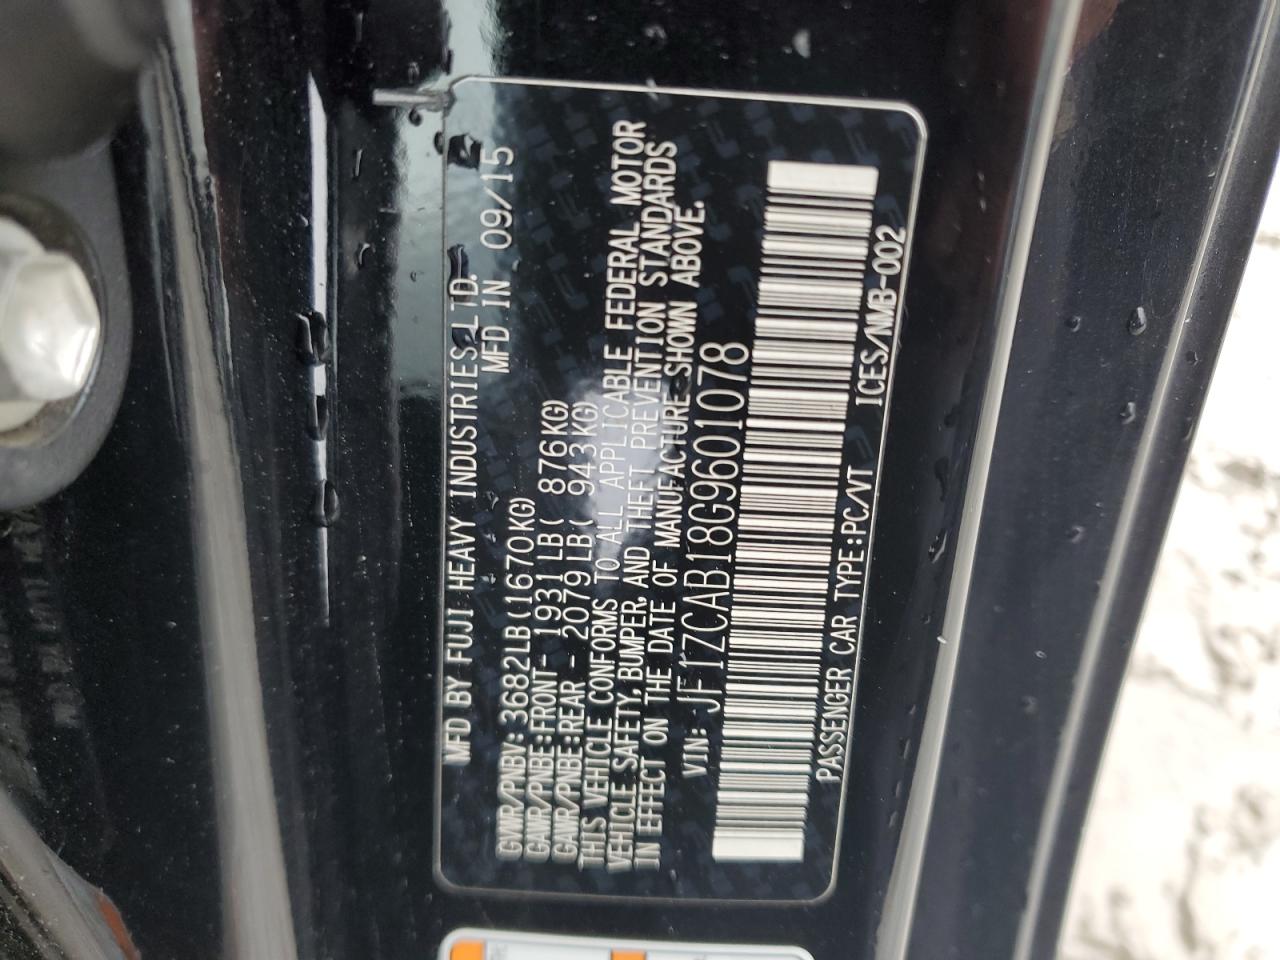 MFD BY FUJI HEAVY INDUSTRIES LTD.
MFD IN 09/15
GVWR/PNBV: 3682LB(1670KG)
GAWR/PNBE:FRONT- 1931LB( 876KG)
GAWR/PNBE:REAR - 2079LB( 943KG)
THIS VEHICLE CONFORMS TO ALL APPLICABLE FEDERAL MOTOR
VEHICLE SAFETY, BUMPER, AND THEFT PREVENTION STANDARDS
IN EFFECT ON THE DATE OF MANUFACTURE SHOWN ABOVE.
VIN: JF1ZCAB18G9601078
PASSENGER CAR TYPE:PC/VT ICES/NMB-002